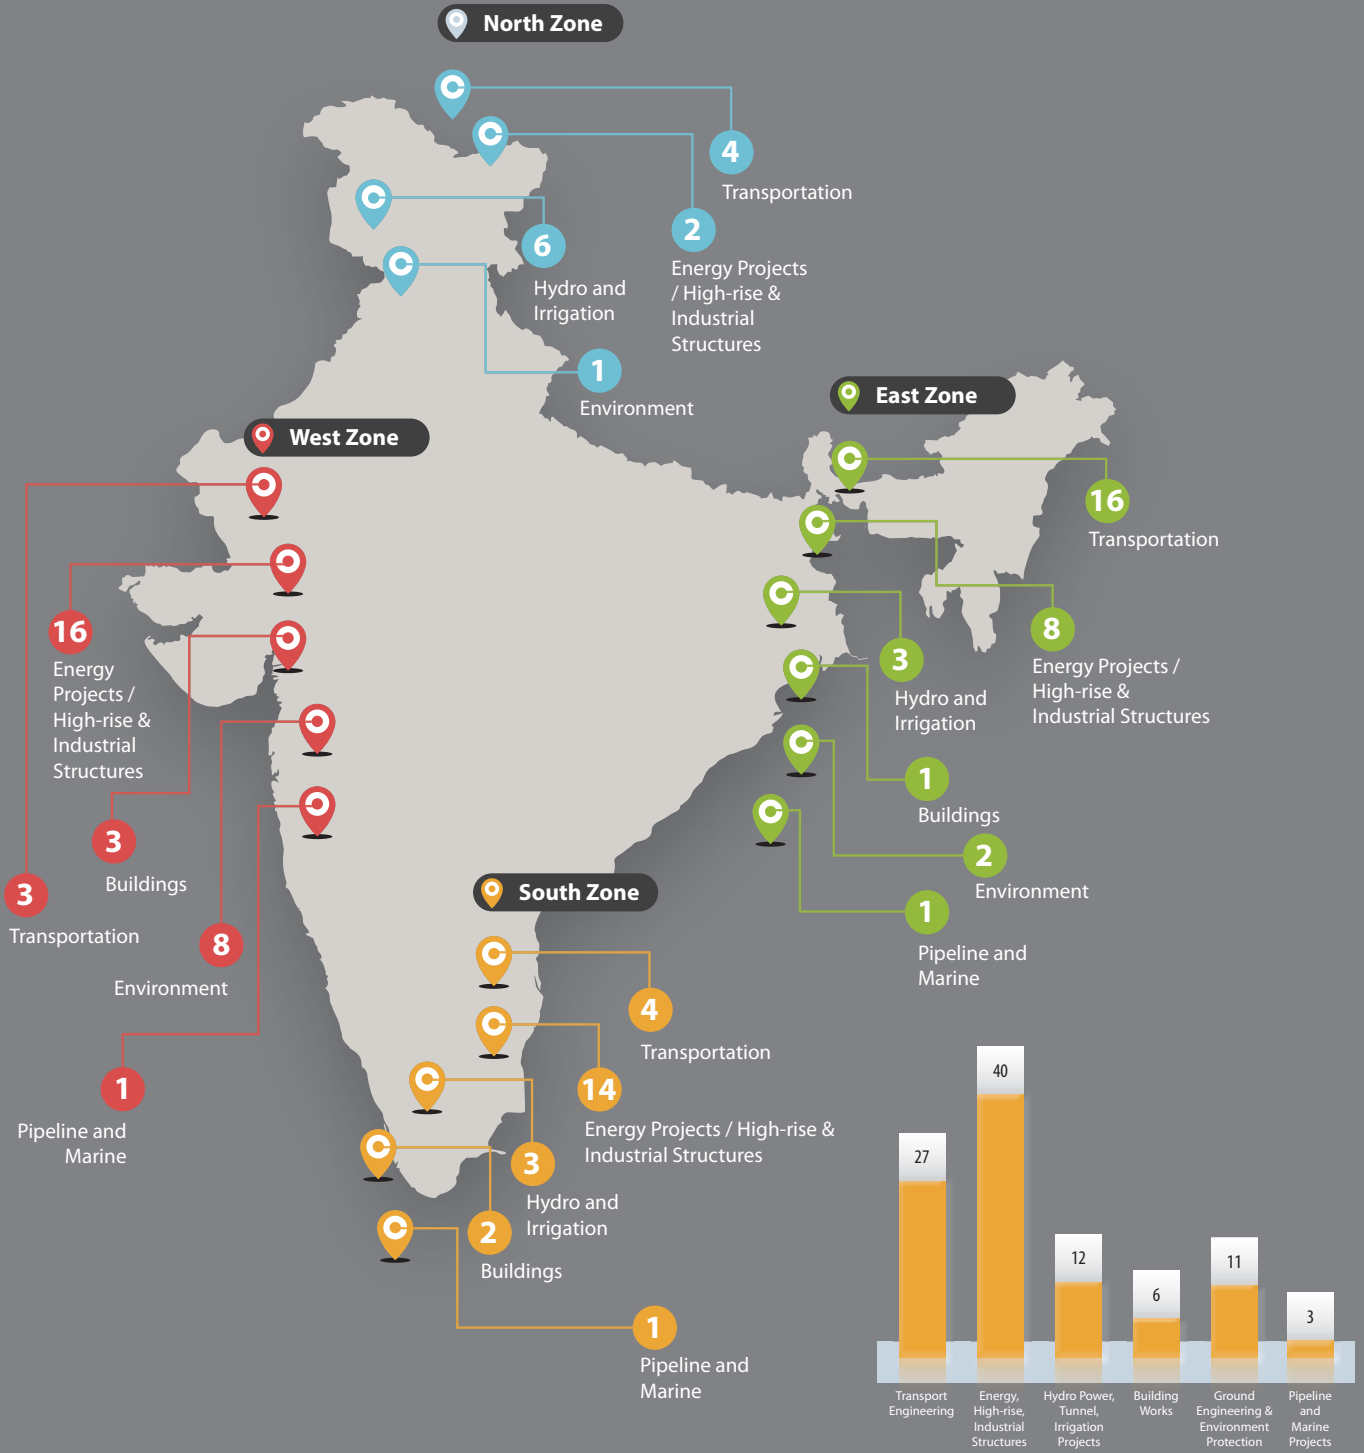 North Zone
4
Transportation
2
Energy Projects
/ High-rise &
Industrial
Structures
6
Hydro and
Irrigation
1
Environment
East Zone
16
Transportation
8
Energy Projects /
High-rise &
Industrial Structures
3
Hydro and
Irrigation
1
Buildings
2
Environment
1
Pipeline and
Marine
West Zone
16
Energy
Projects /
High-rise &
Industrial
Structures
3
Buildings
3
Transportation
8
Environment
1
Pipeline and
Marine
South Zone
4
Transportation
14
Energy Projects / High-rise &
Industrial Structures
3
Hydro and
Irrigation
2
Buildings
1
Pipeline and
Marine
27
40
12
6
11
3
Transport
Engineering
Energy,
High-rise,
Industrial
Structures
Hydro Power,
Tunnel,
Irrigation
Projects
Building
Works
Ground
Engineering &
Environment
Protection
Pipeline
and
Marine
Projects